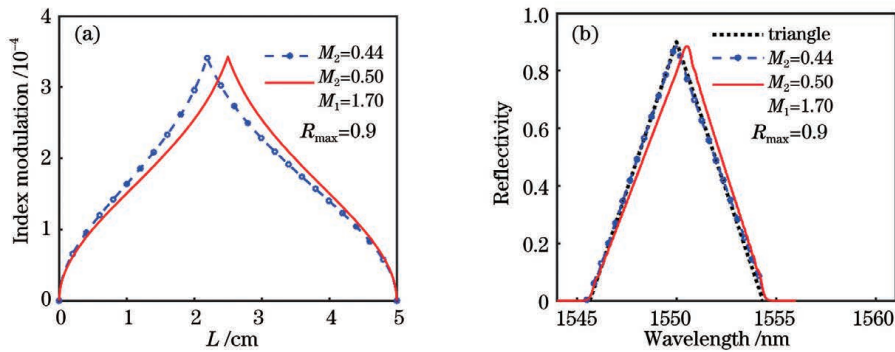 (a)
M₂=0.44
M₂=0.50
M₁=1.70
Rmax=0.9
Index modulation /10⁻⁴
4
3
2
1
0
0 1 2 3 4 5
L /cm
(b)
triangle
M₂=0.44
M₂=0.50
M₁=1.70
Rmax=0.9
Reflectivity
1.0
0.8
0.6
0.4
0.2
0
1545 1550 1555 1560
Wavelength /nm